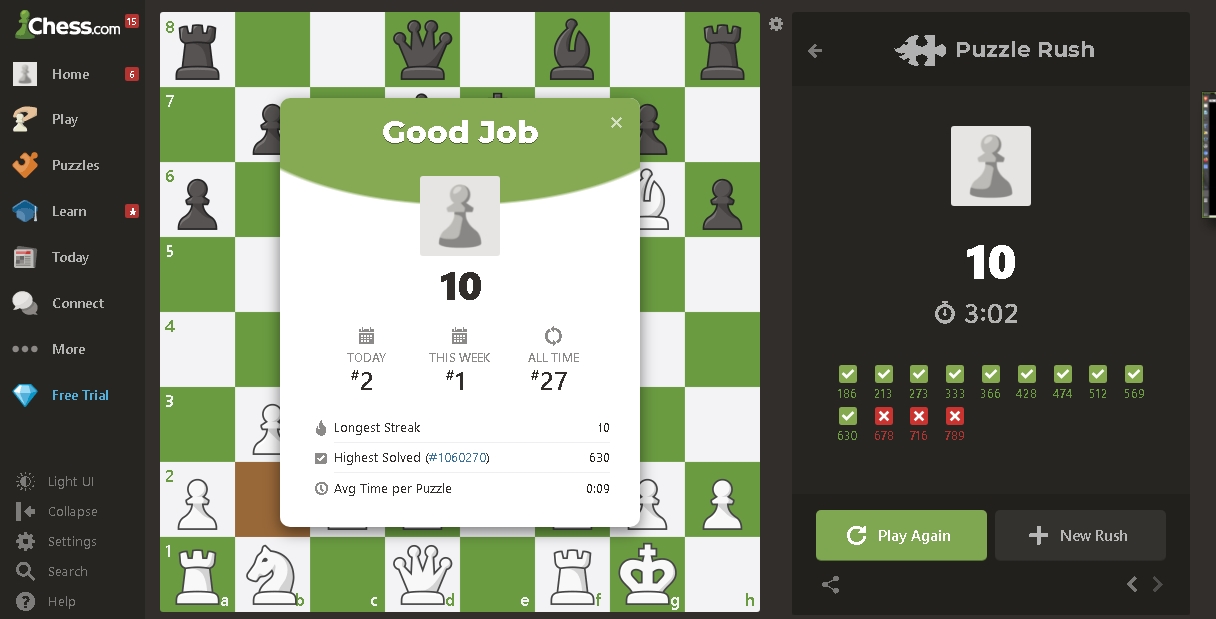 Chess.com 15
Home 6
Play
Puzzles
Learn
Today
Connect
More
Free Trial
Light UI
Collapse
Settings
Search
Help
8
7
6
5
4
3
2
1
a b c d e f g h
Good Job
10
TODAY THIS WEEK ALL TIME
#2 #1 #27
Longest Streak 10
Highest Solved (#1060270) 630
Avg Time per Puzzle 0:09
Puzzle Rush
10
3:02
186 213 273 333 366 428 474 512 569
630 678 716 789
Play Again
New Rush